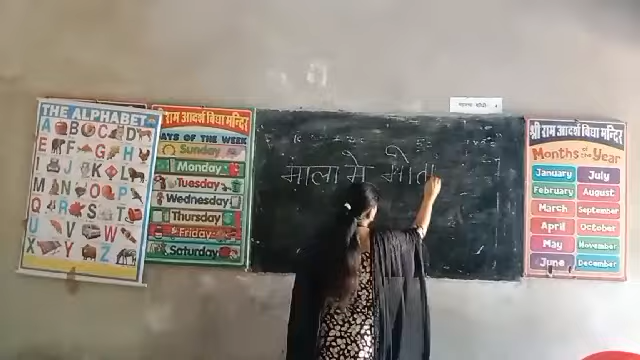 THE ALPHABET
A B C D
E F G H
I J K L
M N O P
Q R S T
U V W
X Y Z
श्री राम आदर्श विद्या मन्दिर
DAYS OF THE WEEK
Sunday
Monday
Tuesday
Wednesday
Thursday
Friday
Saturday
माला मे मोता
श्री राम आदर्श विद्या मन्दिर
Months of the Year
January July
February August
March September
April October
May November
June December